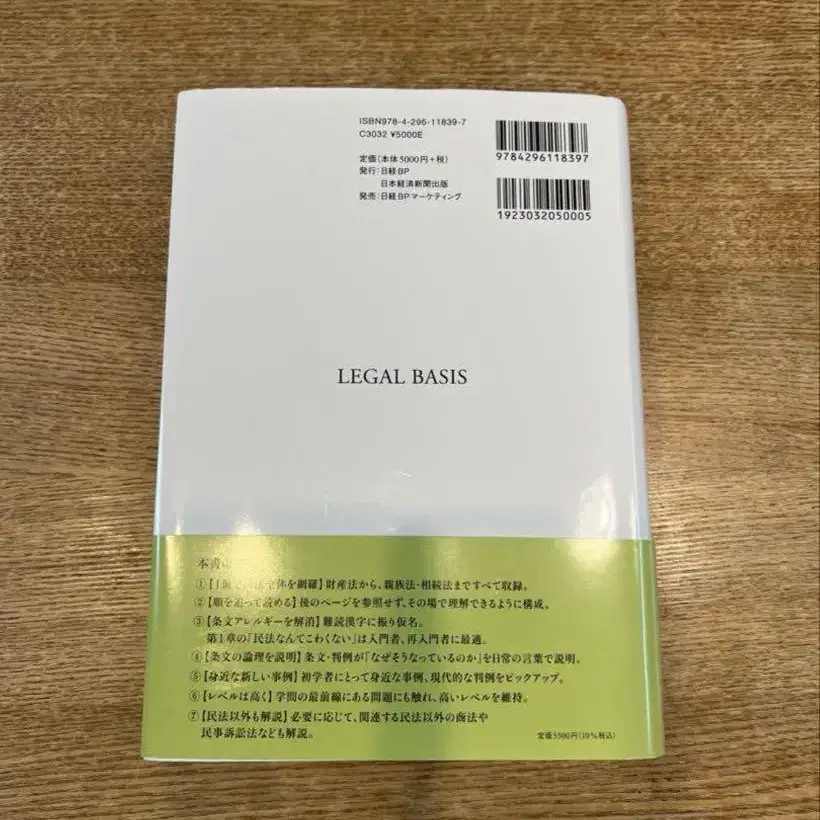 ISBN978-4-296-11839-7
C3032 ¥5000E
定価(本体5000円+税)
発行:日経BP
日本経済新聞出版
発売:日経BPマーケティング
9784296118397
1923032050005
LEGAL BASIS
本書の
①【1冊で民法全体を網羅】財産法から、親族法・相続法まですべて収録。
②【順を追って読める】後のページを参照せず、その場で理解できるように構成。
③【条文アレルギーを解消】難読漢字に振り仮名。
第1章の「民法なんてこわくない」は入門者、再入門者に最適。
④【条文の論理を説明】条文・判例が「なぜそうなっているのか」を日常の言葉で説明。
⑤【身近な新しい事例】初学者にとって身近な事例、現代的な判例をピックアップ。
⑥【レベルは高く】学問の最前線にある問題にも触れ、高いレベルを維持。
⑦【民法以外も解説】必要に応じて、関連する民法以外の商法や
民事訴訟法なども解説。
定価5500円(10%税込)